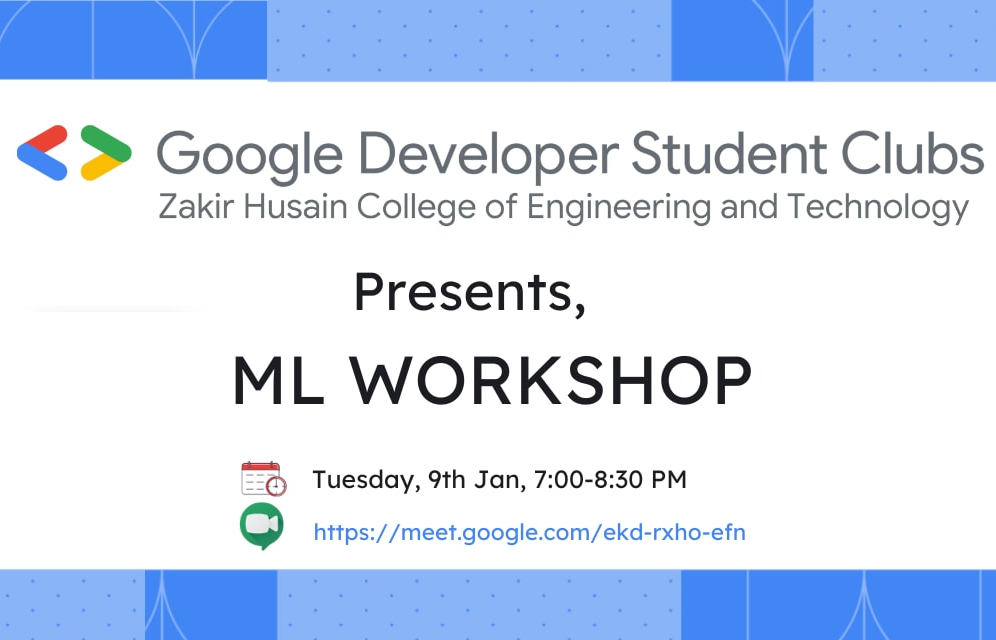 Google Developer Student Clubs
Zakir Husain College of Engineering and Technology
Presents,
ML WORKSHOP
Tuesday, 9th Jan, 7:00-8:30 PM
https://meet.google.com/ekd-rxho-efn